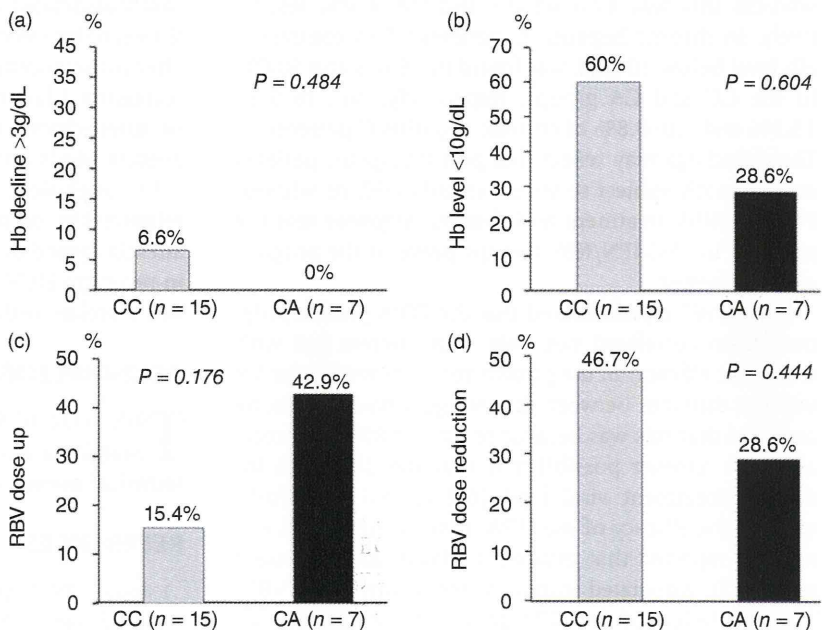 (a)
%
Hb decline >3g/dL
45
40
35
30
25
20
15
10
5
0
P = 0.484
6.6%
0%
CC (n = 15)
CA (n = 7)
(b)
%
Hb level <10g/dL
70
60
50
40
30
20
10
0
60%
P = 0.604
28.6%
CC (n = 15)
CA (n = 7)
(c)
%
RBV dose up
50
40
30
20
10
0
P = 0.176
15.4%
42.9%
CC (n = 15)
CA (n = 7)
(d)
%
RBV dose reduction
50
40
30
20
10
0
46.7%
P = 0.444
28.6%
CC (n = 15)
CA (n = 7)